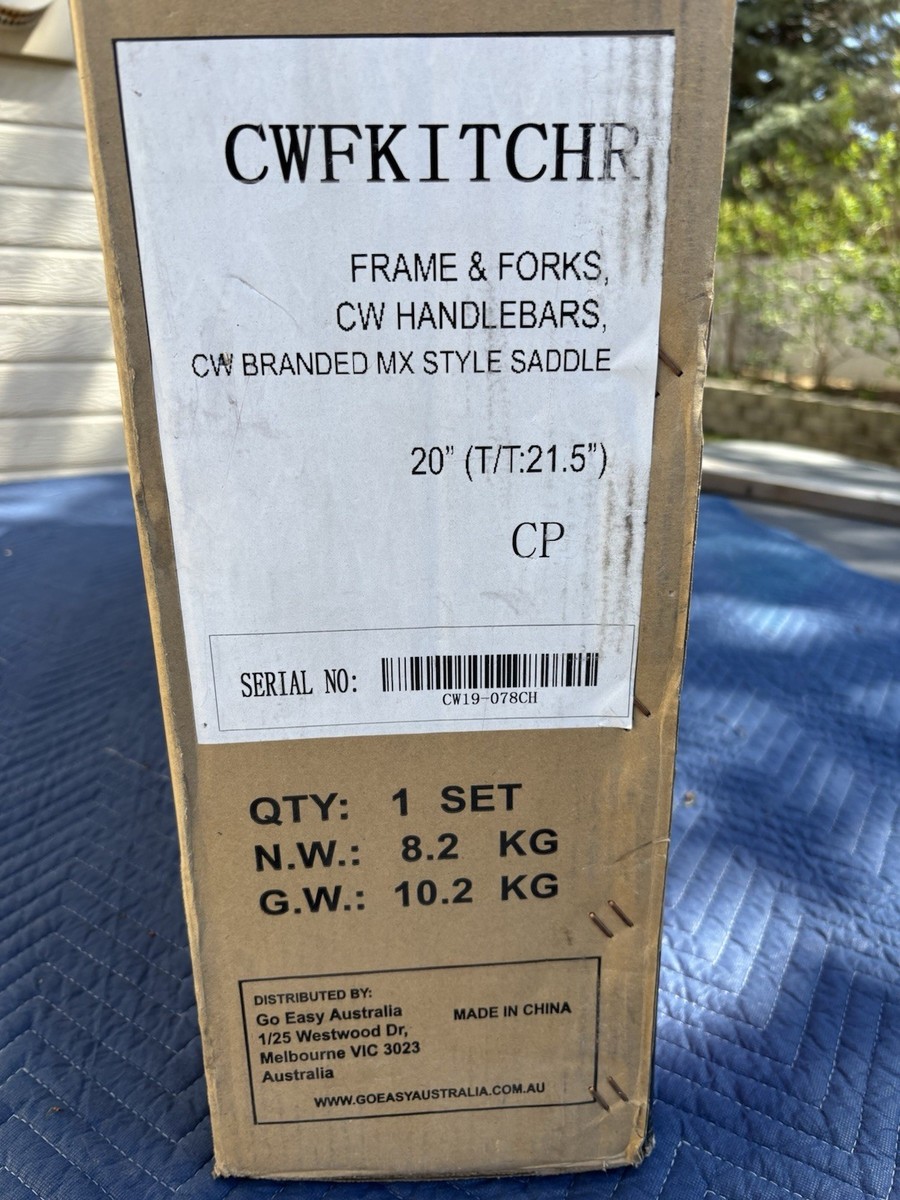 CWFKITCHR
FRAME & FORKS,
CW HANDLEBARS,
CW BRANDED MX STYLE SADDLE
20” (T/T:21.5”)
CP
SERIAL NO:
CW19-078CH
QTY: 1 SET
N.W.: 8.2 KG
G.W.: 10.2 KG
DISTRIBUTED BY:
Go Easy Australia
MADE IN CHINA
1/25 Westwood Dr,
Melbourne VIC 3023
Australia
WWW.GOEASYAUSTRALIA.COM.AU